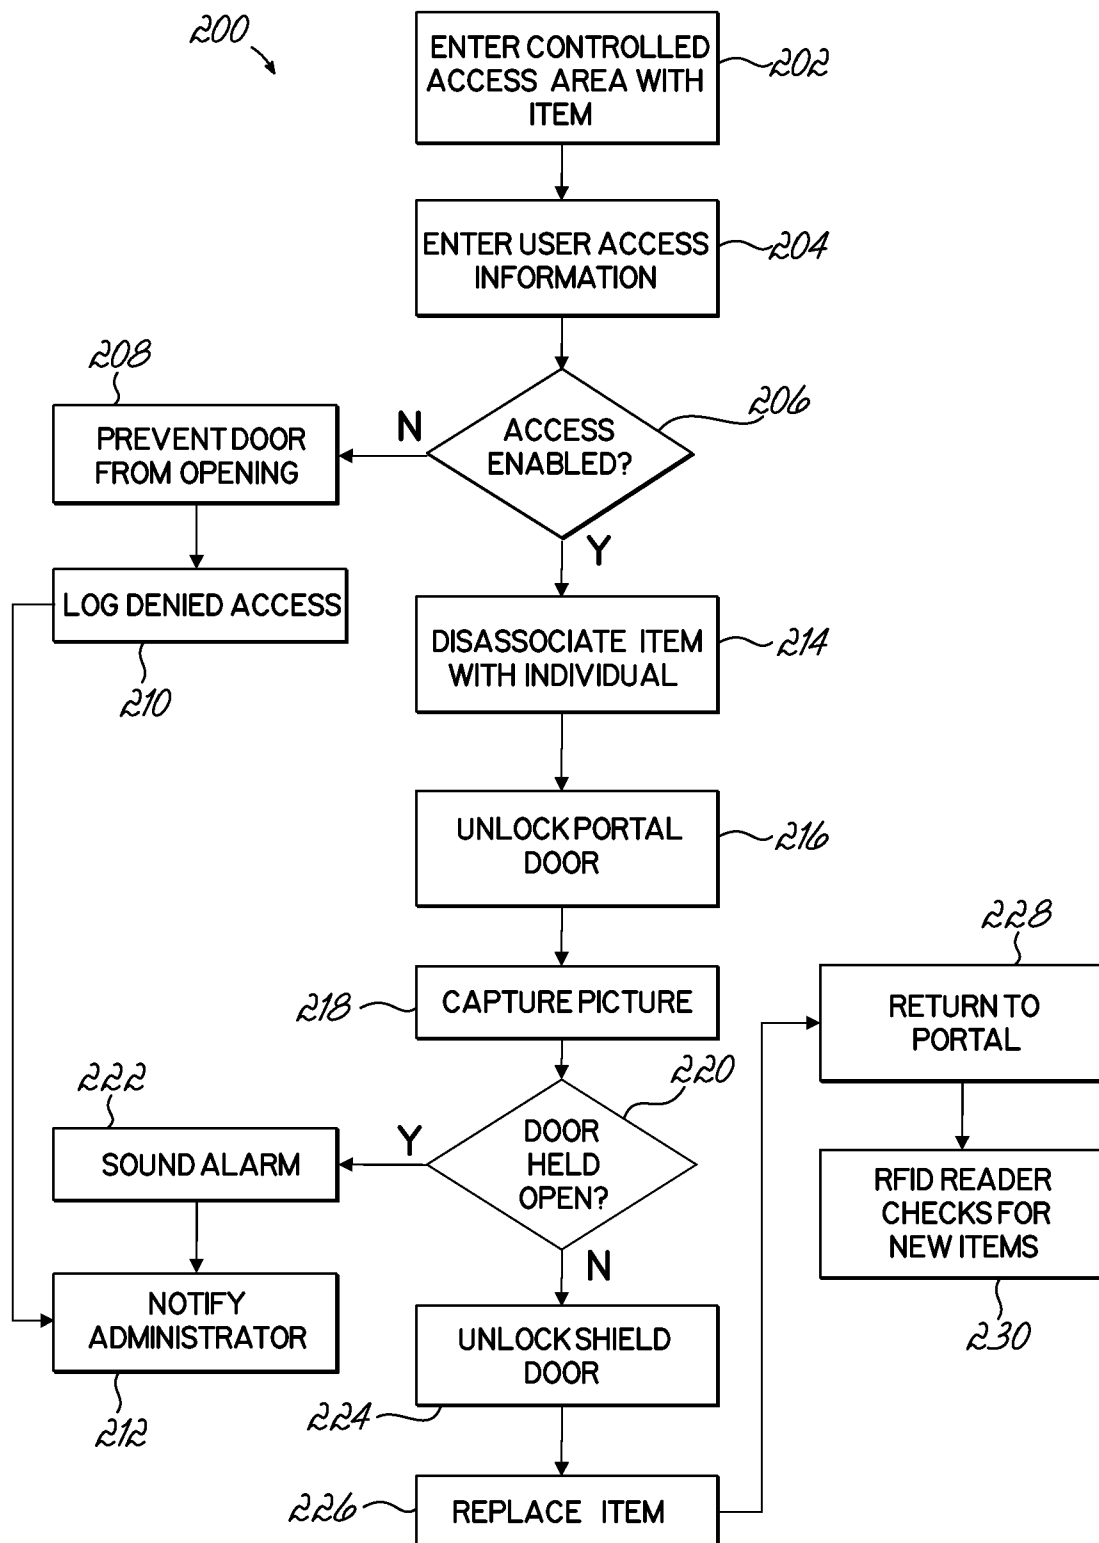 200
ENTER CONTROLLED
ACCESS AREA WITH
ITEM
202
ENTER USER ACCESS
INFORMATION
204
208
PREVENT DOOR
FROM OPENING
N
ACCESS
ENABLED?
206
Y
LOG DENIED ACCESS
210
DISASSOCIATE ITEM
WITH INDIVIDUAL
214
UNLOCK PORTAL
DOOR
216
218
CAPTURE PICTURE
228
RETURN TO
PORTAL
222
SOUND ALARM
Y
DOOR
HELD
OPEN?
220
N
RFID READER
CHECKS FOR
NEW ITEMS
230
NOTIFY
ADMINISTRATOR
212
UNLOCK SHIELD
DOOR
224
226
REPLACE ITEM